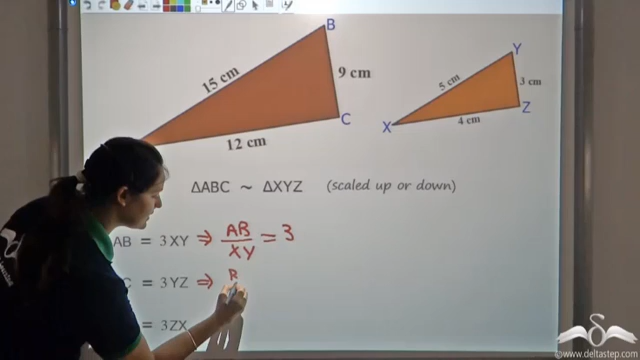 B
15 cm
9 cm
C
12 cm
Y
5 cm
3 cm
Z
X
4 cm
ΔABC ~ ΔXYZ (scaled up or down)
AB = 3XY ⇒ AB/XY = 3
C = 3YZ ⇒ B
= 3ZX
©www.deltastep.com